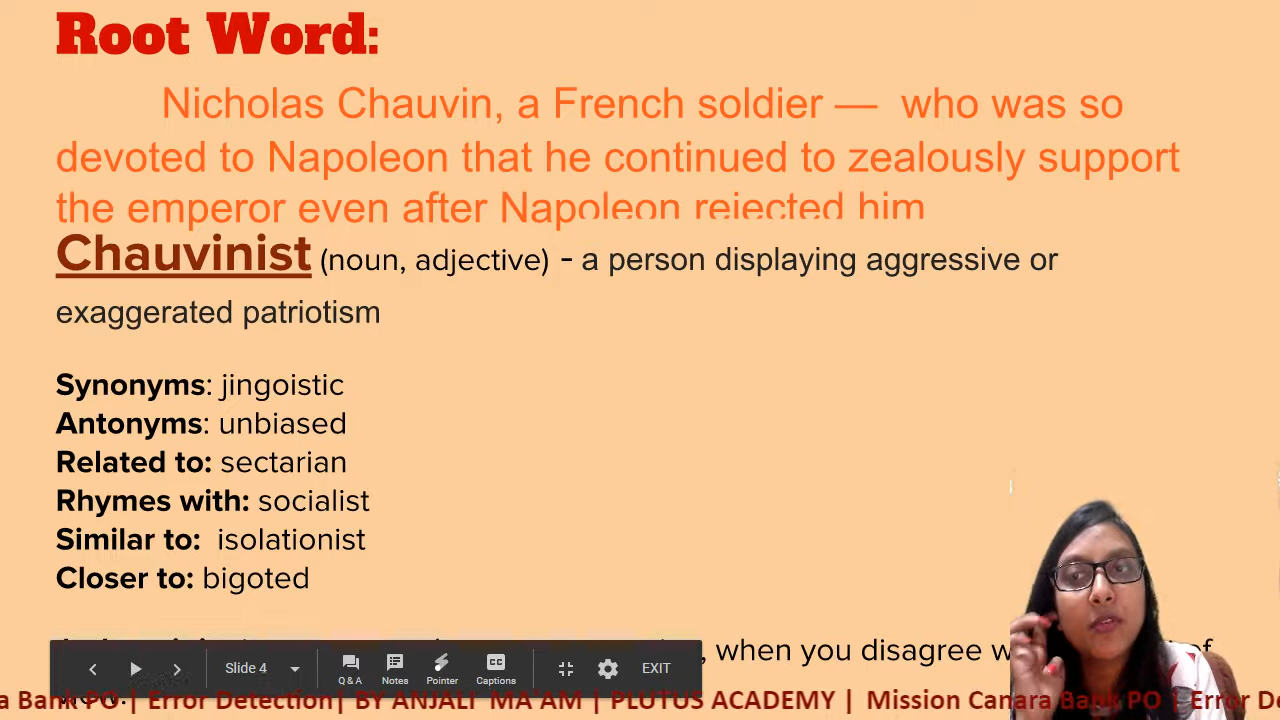 Root Word:
Nicholas Chauvin, a French soldier — who was so
devoted to Napoleon that he continued to zealously support
the emperor even after Napoleon rejected him
Chauvinist (noun, adjective) - a person displaying aggressive or
exaggerated patriotism
Synonyms: jingoistic
Antonyms: unbiased
Related to: sectarian
Rhymes with: socialist
Similar to: isolationist
Closer to: bigoted
, when you disagree of
Slide 4 Q & A Notes Pointer CC Captions EXIT
a Bank PO | Error Detection| BY ANJALI MA'AM | PLUTUS ACADEMY | Mission Canara Bank PO | Error De